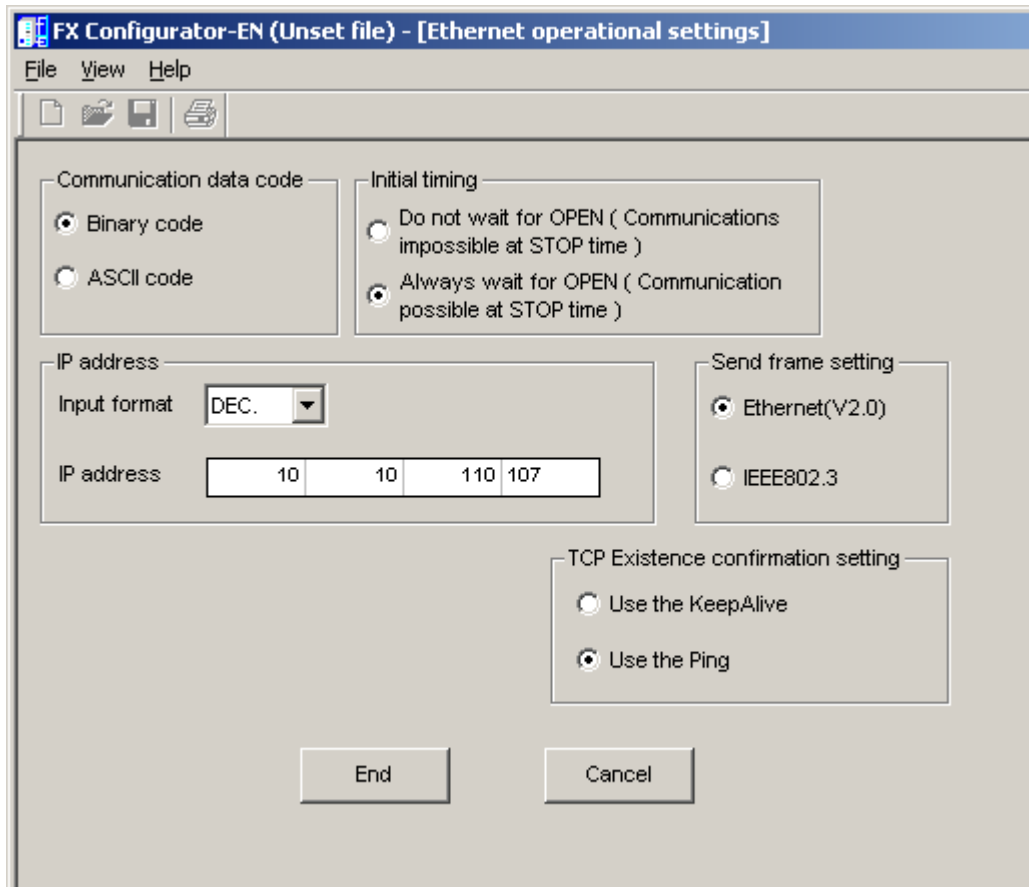 FX Configurator-EN (Unset file) - [Ethernet operational settings]
File View Help
Communication data code
Binary code
ASCII code
Initial timing
Do not wait for OPEN ( Communications
impossible at STOP time )
Always wait for OPEN ( Communication
possible at STOP time )
IP address
Input format DEC.
IP address 10 10 110 107
Send frame setting
Ethernet(V2.0)
IEEE802.3
TCP Existence confirmation setting
Use the KeepAlive
Use the Ping
End Cancel